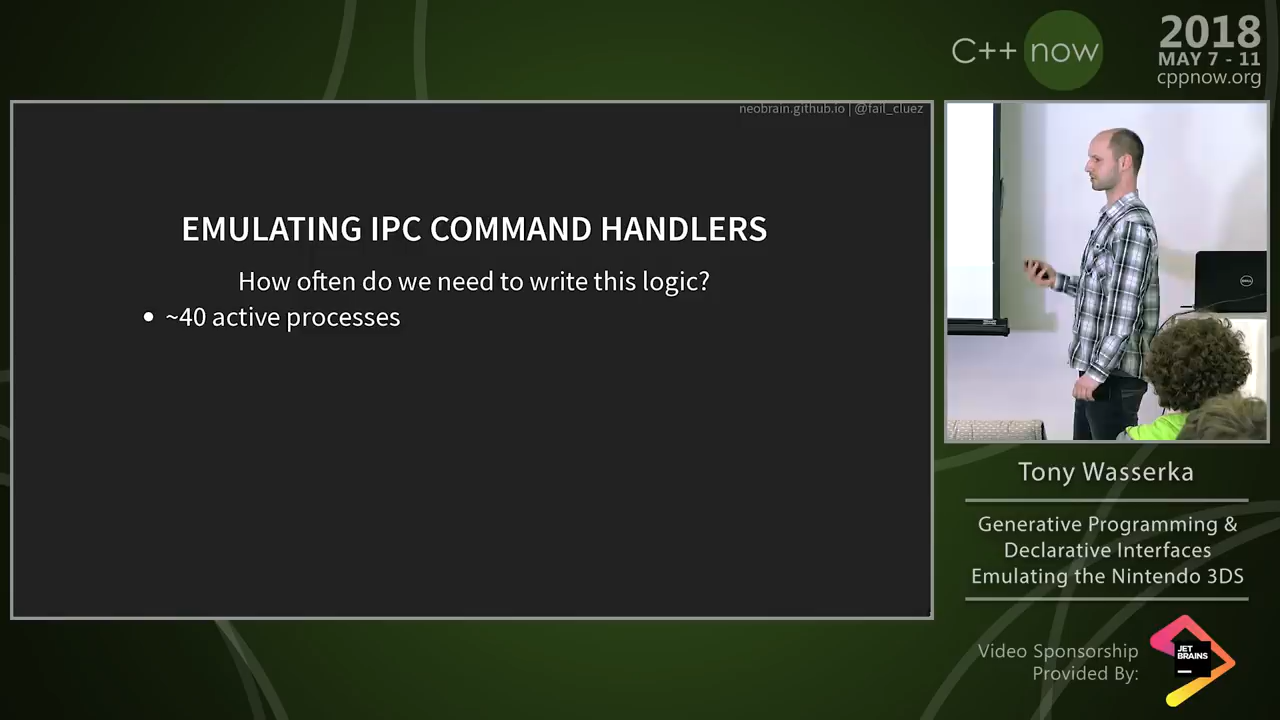 C++ now
2018
MAY 7 - 11
cppnow.org
neobrain.github.io | @fail_cluez
EMULATING IPC COMMAND HANDLERS
How often do we need to write this logic?
• ~40 active processes
DELL
Tony Wasserka
Generative Programming &
Declarative Interfaces
Emulating the Nintendo 3DS
Video Sponsorship
Provided By:
JET
BRAINS